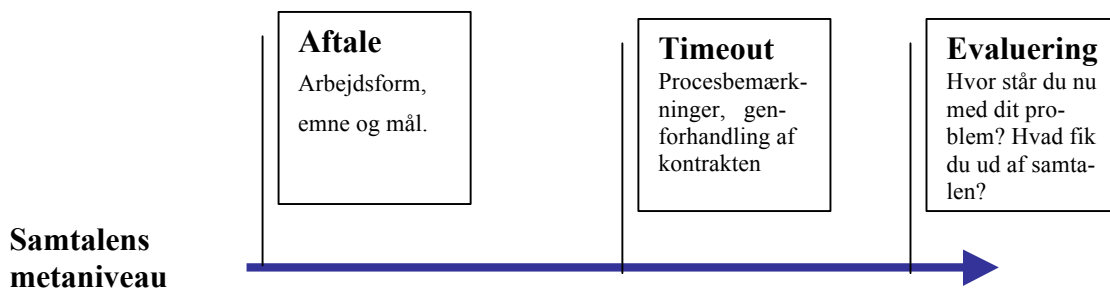 Aftale
Arbejdsform,
emne og mål.
Timeout
Procesbemærk-
ninger, gen-
forhandling af
kontrakten
Evaluering
Hvor står du nu
med dit pro-
blem? Hvad fik
du ud af samta-
len?
Samtalens
metaniveau